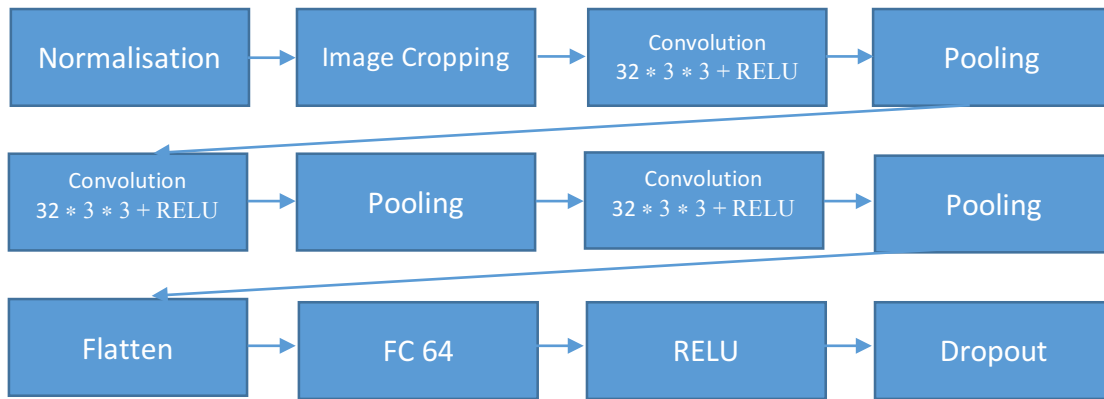 Normalisation
Image Cropping
Convolution
32 * 3 * 3 + RELU
Pooling
Convolution
32 * 3 * 3 + RELU
Pooling
Convolution
32 * 3 * 3 + RELU
Pooling
Flatten
FC 64
RELU
Dropout